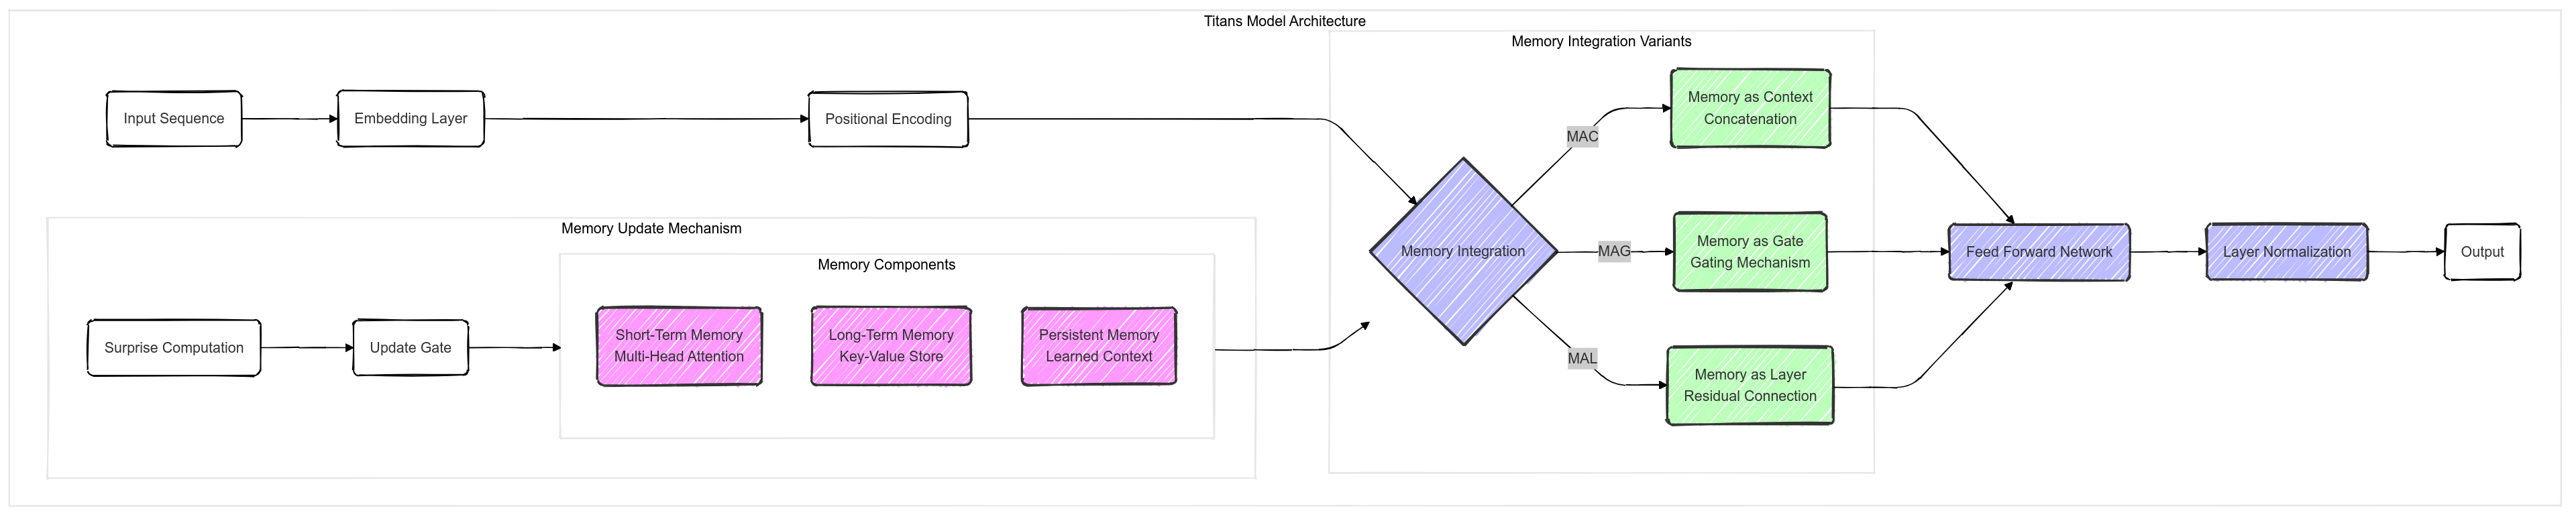 Titans Model Architecture
Memory Integration Variants
Input Sequence
Embedding Layer
Positional Encoding
Memory Update Mechanism
Memory Components
Surprise Computation
Update Gate
Short-Term Memory
Multi-Head Attention
Long-Term Memory
Key-Value Store
Persistent Memory
Learned Context
Memory Integration
MAC
MAG
MAL
Memory as Context
Concatenation
Memory as Gate
Gating Mechanism
Memory as Layer
Residual Connection
Feed Forward Network
Layer Normalization
Output